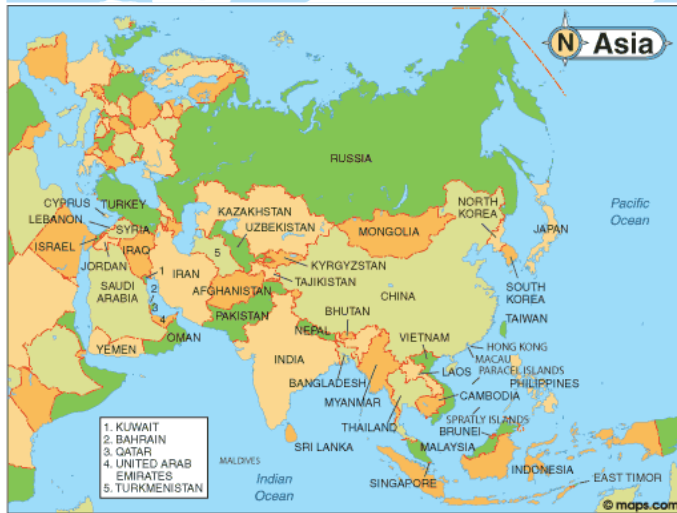 N Asia
RUSSIA
Pacific
Ocean
CYPRUS
TURKEY
LEBANON
SYRIA
ISRAEL
IRAQ
JORDAN
SAUDI
ARABIA
1
2
3
4
IRAN
OMAN
YEMEN
KAZAKHSTAN
UZBEKISTAN
5
KYRGYZSTAN
TAJIKISTAN
AFGHANISTAN
PAKISTAN
MONGOLIA
NORTH
KOREA
JAPAN
SOUTH
KOREA
CHINA
TAIWAN
NEPAL
BHUTAN
INDIA
BANGLADESH
MYANMAR
THAILAND
VIETNAM
HONG KONG
MACAU
LAOS
PARACEL ISLANDS
PHILIPPINES
CAMBODIA
SPRATLY ISLANDS
BRUNEI
MALAYSIA
SINGAPORE
INDONESIA
EAST TIMOR
SRI LANKA
MALDIVES
Indian
Ocean
1. KUWAIT
2. BAHRAIN
3. QATAR
4. UNITED ARAB
EMIRATES
5. TURKMENISTAN
© maps.com